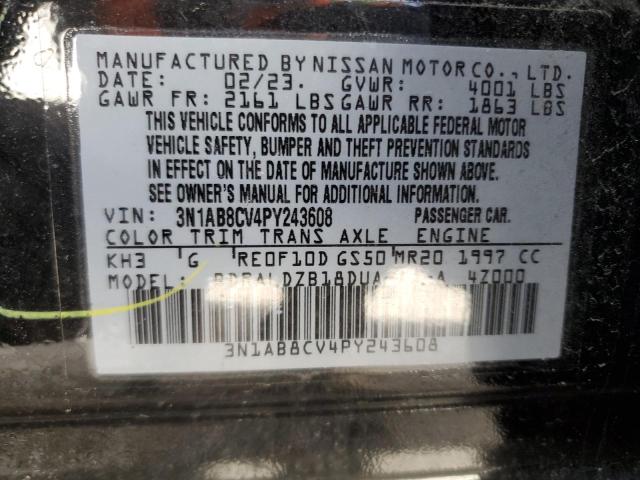 MANUFACTURED BY NISSAN MOTOR CO., LTD.
DATE: 02/23. GVWR: 4001 LBS
GAWR FR: 2161 LBS GAWR RR: 1863 LBS
THIS VEHICLE CONFORMS TO ALL APPLICABLE FEDERAL MOTOR
VEHICLE SAFETY, BUMPER AND THEFT PREVENTION STANDARDS
IN EFFECT ON THE DATE OF MANUFACTURE SHOWN ABOVE.
SEE OWNER'S MANUAL FOR ADDITIONAL INFORMATION.
VIN: 3N1AB8CV4PY243608 PASSENGER CAR.
COLOR TRIM TRANS AXLE ENGINE
KH3 G RE0F10D GS50 MR20 1997 CC
MODEL: 4Z000
3N1AB8CV4PY243608